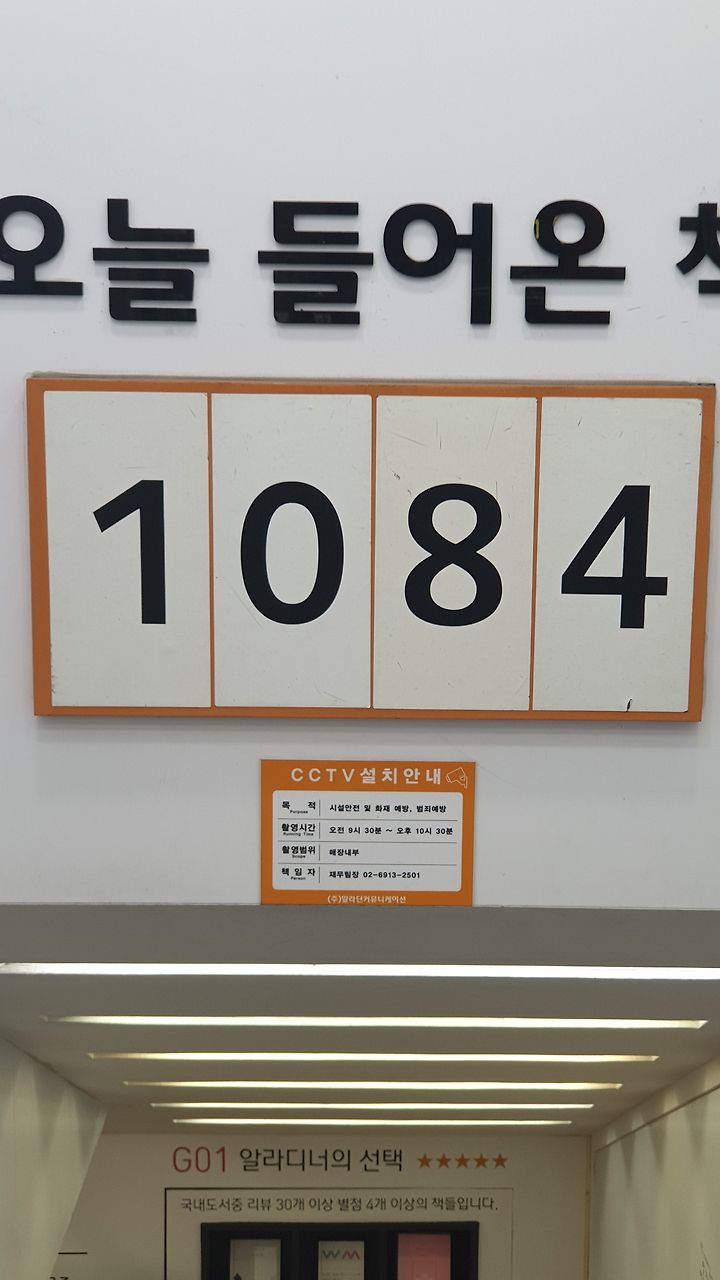 오늘 들어온
1084
CCTV설치안내
목 적 시설안전 및 화재 예방, 범죄예방
Purpose
촬영시간 오전 9시 30분 ~ 오후 10시 30분
Running Time
촬영범위 매장내부
Scope
책 임 자 재무팀장 02-6913-2501
Person
(주)알라딘커뮤니케이션
G01 알라디너의 선택 ★★★★★
국내도서중 리뷰 30개 이상 별점 4개 이상의 책들입니다.